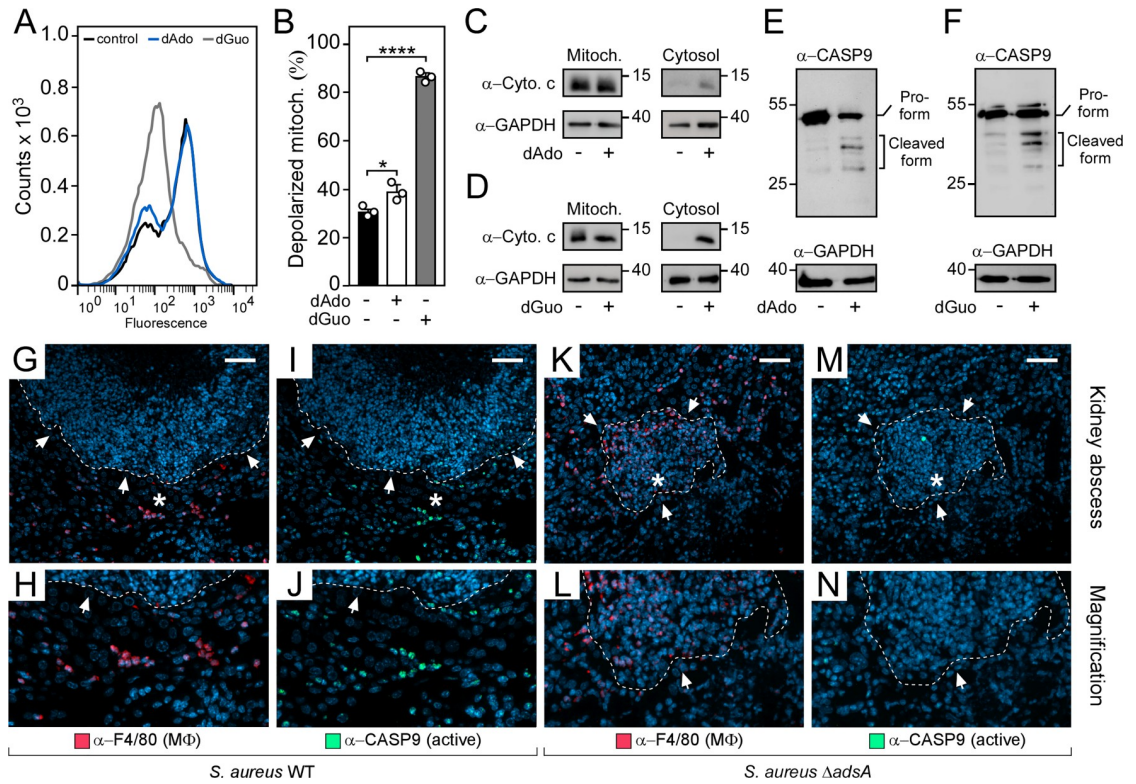 A
control dAdo dGuo
Counts x 10³
1.0
0.8
0.6
0.4
0.2
0
10⁰ 10¹ 10² 10³ 10⁴
Fluorescence
B
Depolarized mitoch. (%)
100
80
60
40
20
0
****
*
dAdo - + -
dGuo - - +
C
Mitoch. Cytosol
α–Cyto. c 15 15
α–GAPDH 40 40
dAdo - + - +
D
Mitoch. Cytosol
α–Cyto. c 15 15
α–GAPDH 40 40
dGuo - + - +
E
α–CASP9
55
Pro-
form
Cleaved
form
25
α–GAPDH
40
dAdo - +
F
α–CASP9
55
Pro-
form
Cleaved
form
25
α–GAPDH
40
dGuo - +
G I K M
* * * *
Kidney abscess
H J L N
Magnification
α–F4/80 (MΦ) α–CASP9 (active) α–F4/80 (MΦ) α–CASP9 (active)
S. aureus WT S. aureus ΔadsA